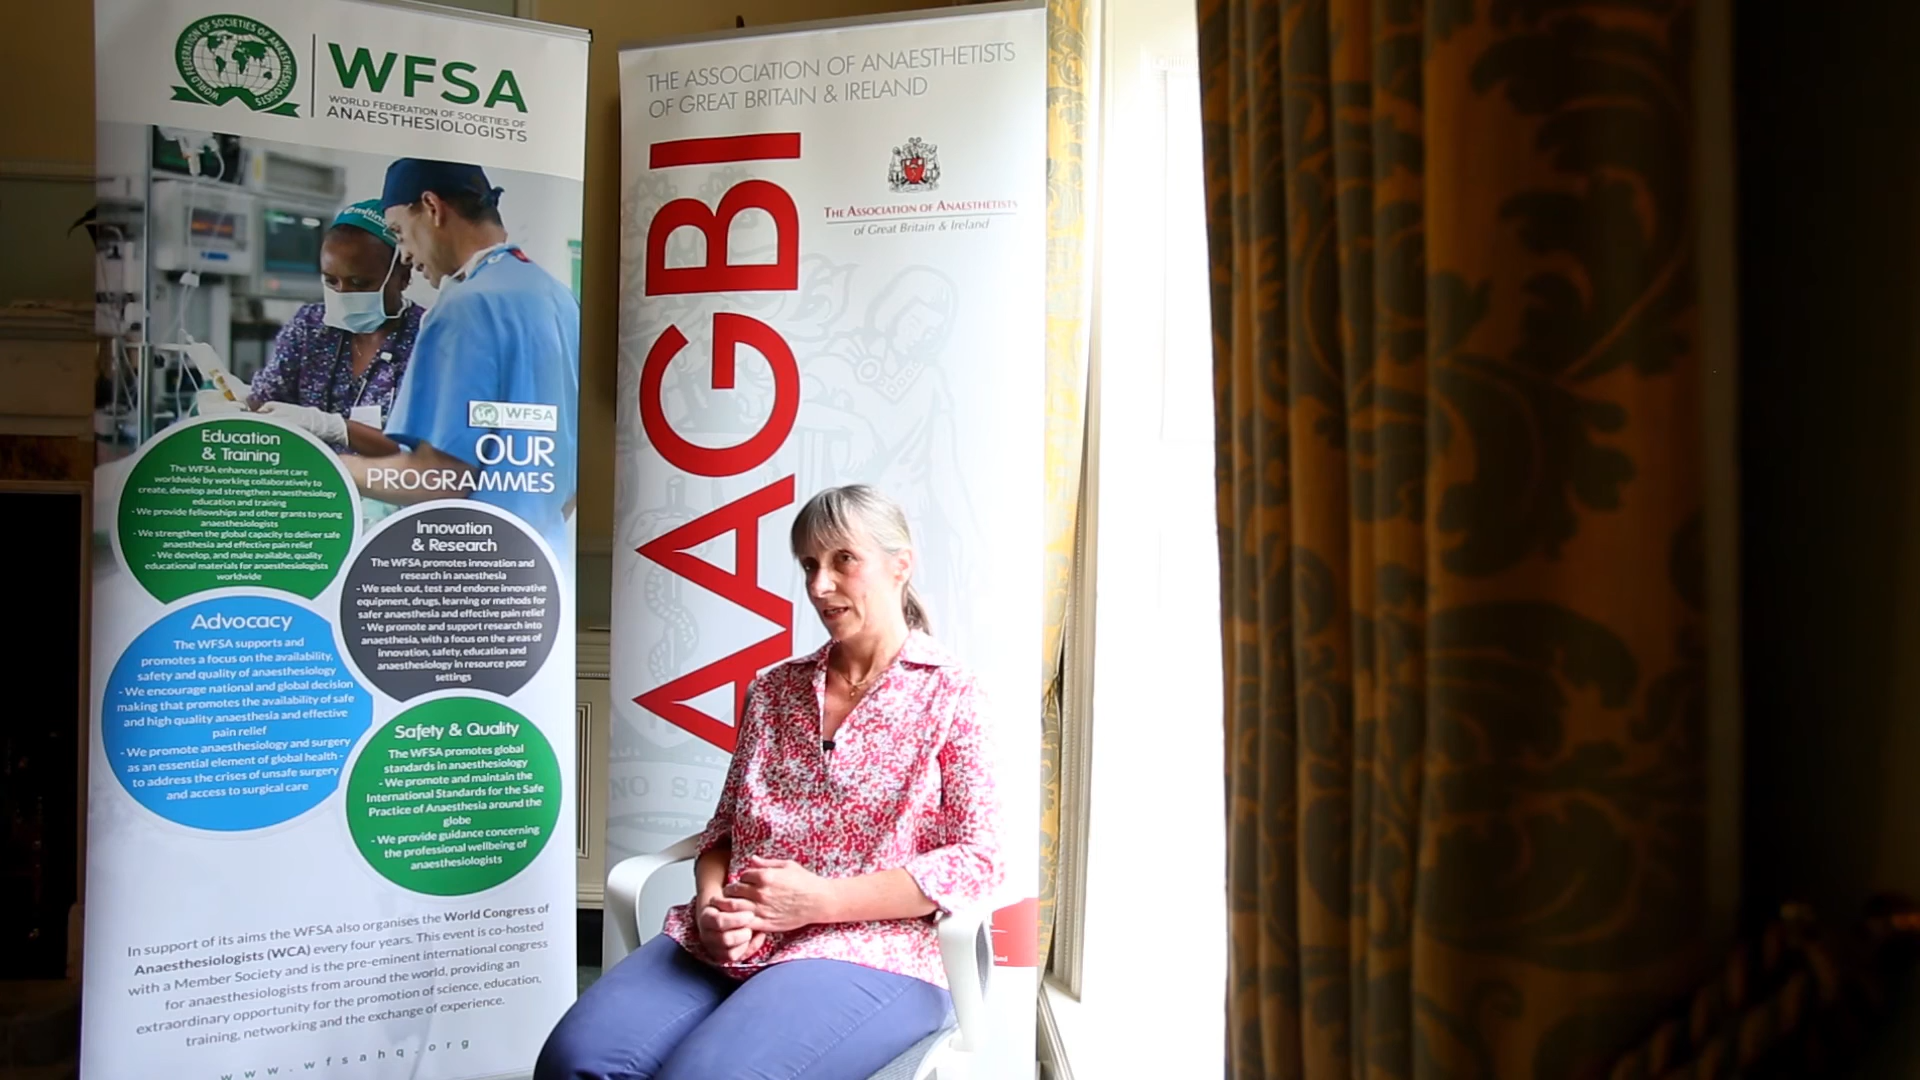 WORLD FEDERATION OF SOCIETIES OF ANAESTHESIOLOGISTS
WFSA
WORLD FEDERATION OF SOCIETIES OF
ANAESTHESIOLOGISTS
WFSA
OUR
PROGRAMMES
Education
& Training
The WFSA enhances patient care
worldwide by working collaboratively to
create, develop and strengthen anaesthesiology
education and training
- We provide fellowships and other grants to young
anaesthesiologists
- We strengthen the global capacity to deliver safe
anaesthesia and effective pain relief
- We develop, and make available, quality
educational materials for anaesthesiologists
worldwide
Innovation
& Research
The WFSA promotes innovation and
research in anaesthesia
- We seek out, test and endorse innovative
equipment, drugs, learning or methods for
safer anaesthesia and effective pain relief
- We promote and support research into
anaesthesia, with a focus on the areas of
innovation, safety, education and
anaesthesiology in resource poor
settings
Advocacy
The WFSA supports and
promotes a focus on the availability,
safety and quality of anaesthesiology
- We encourage national and global decision
making that promotes the availability of safe
and high quality anaesthesia and effective
pain relief
- We promote anaesthesiology and surgery
as an essential element of global health -
to address the crises of unsafe surgery
and access to surgical care
Safety & Quality
The WFSA promotes global
standards in anaesthesiology
- We promote and maintain the
International Standards for the Safe
Practice of Anaesthesia around the
globe
- We provide guidance concerning
the professional wellbeing of
anaesthesiologists
In support of its aims the WFSA also organises the World Congress of
Anaesthesiologists (WCA) every four years. This event is co-hosted
with a Member Society and is the pre-eminent international congress
for anaesthesiologists from around the world, providing an
extraordinary opportunity for the promotion of science, education,
training, networking and the exchange of experience.
www.wfsahq.org
THE ASSOCIATION OF ANAESTHETISTS
OF GREAT BRITAIN & IRELAND
AAGBI
THE ASSOCIATION OF ANAESTHETISTS
of Great Britain & Ireland
NO SE